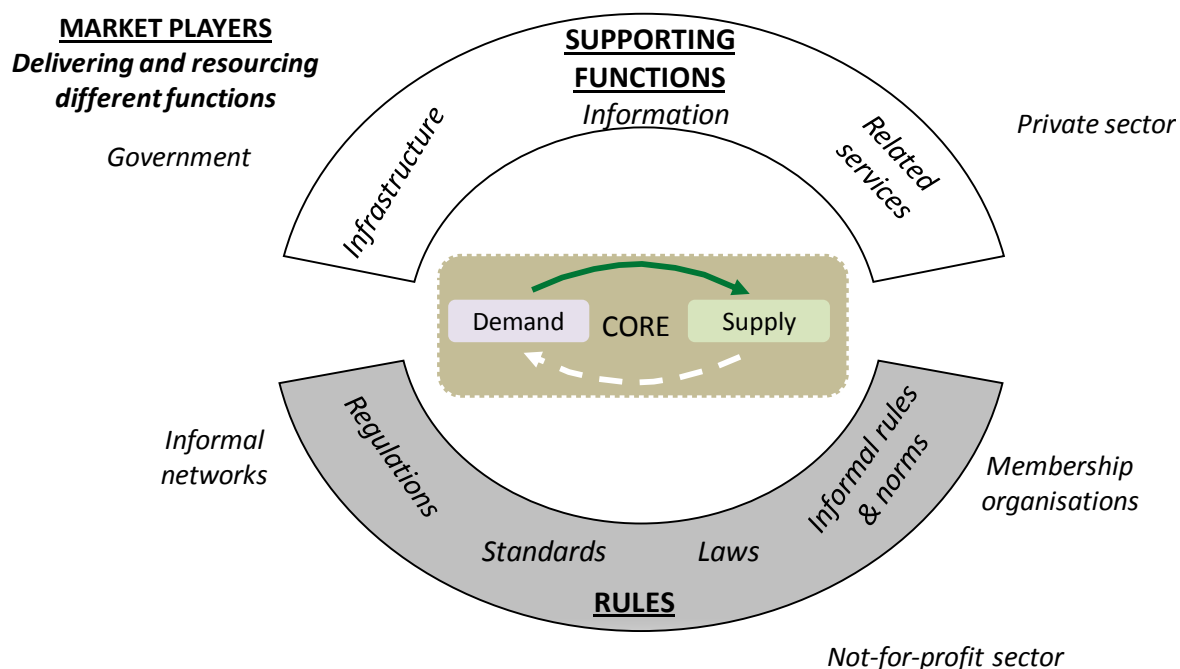 MARKET PLAYERS
Delivering and resourcing
different functions
Government
SUPPORTING
FUNCTIONS
Information
Infrastructure
Related
services
Private sector
Demand
CORE
Supply
Informal
networks
Regulations
Standards
Laws
Informal rules
& norms
RULES
Membership
organisations
Not-for-profit sector